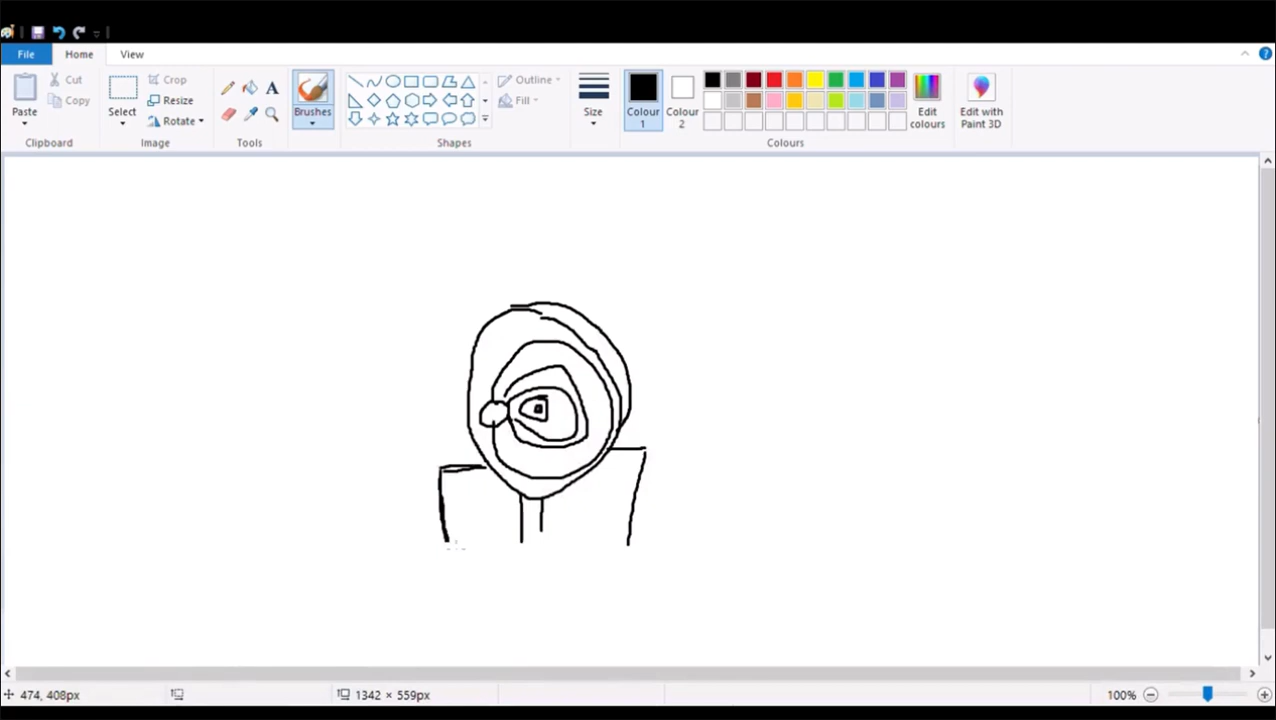 File Home View
Paste Cut Copy Select Crop Resize Rotate A Brushes Outline Fill Size Colour 1 Colour 2 Edit colours Edit with Paint 3D
Clipboard Image Tools Shapes Colours
474, 408px 1342 × 559px 100%